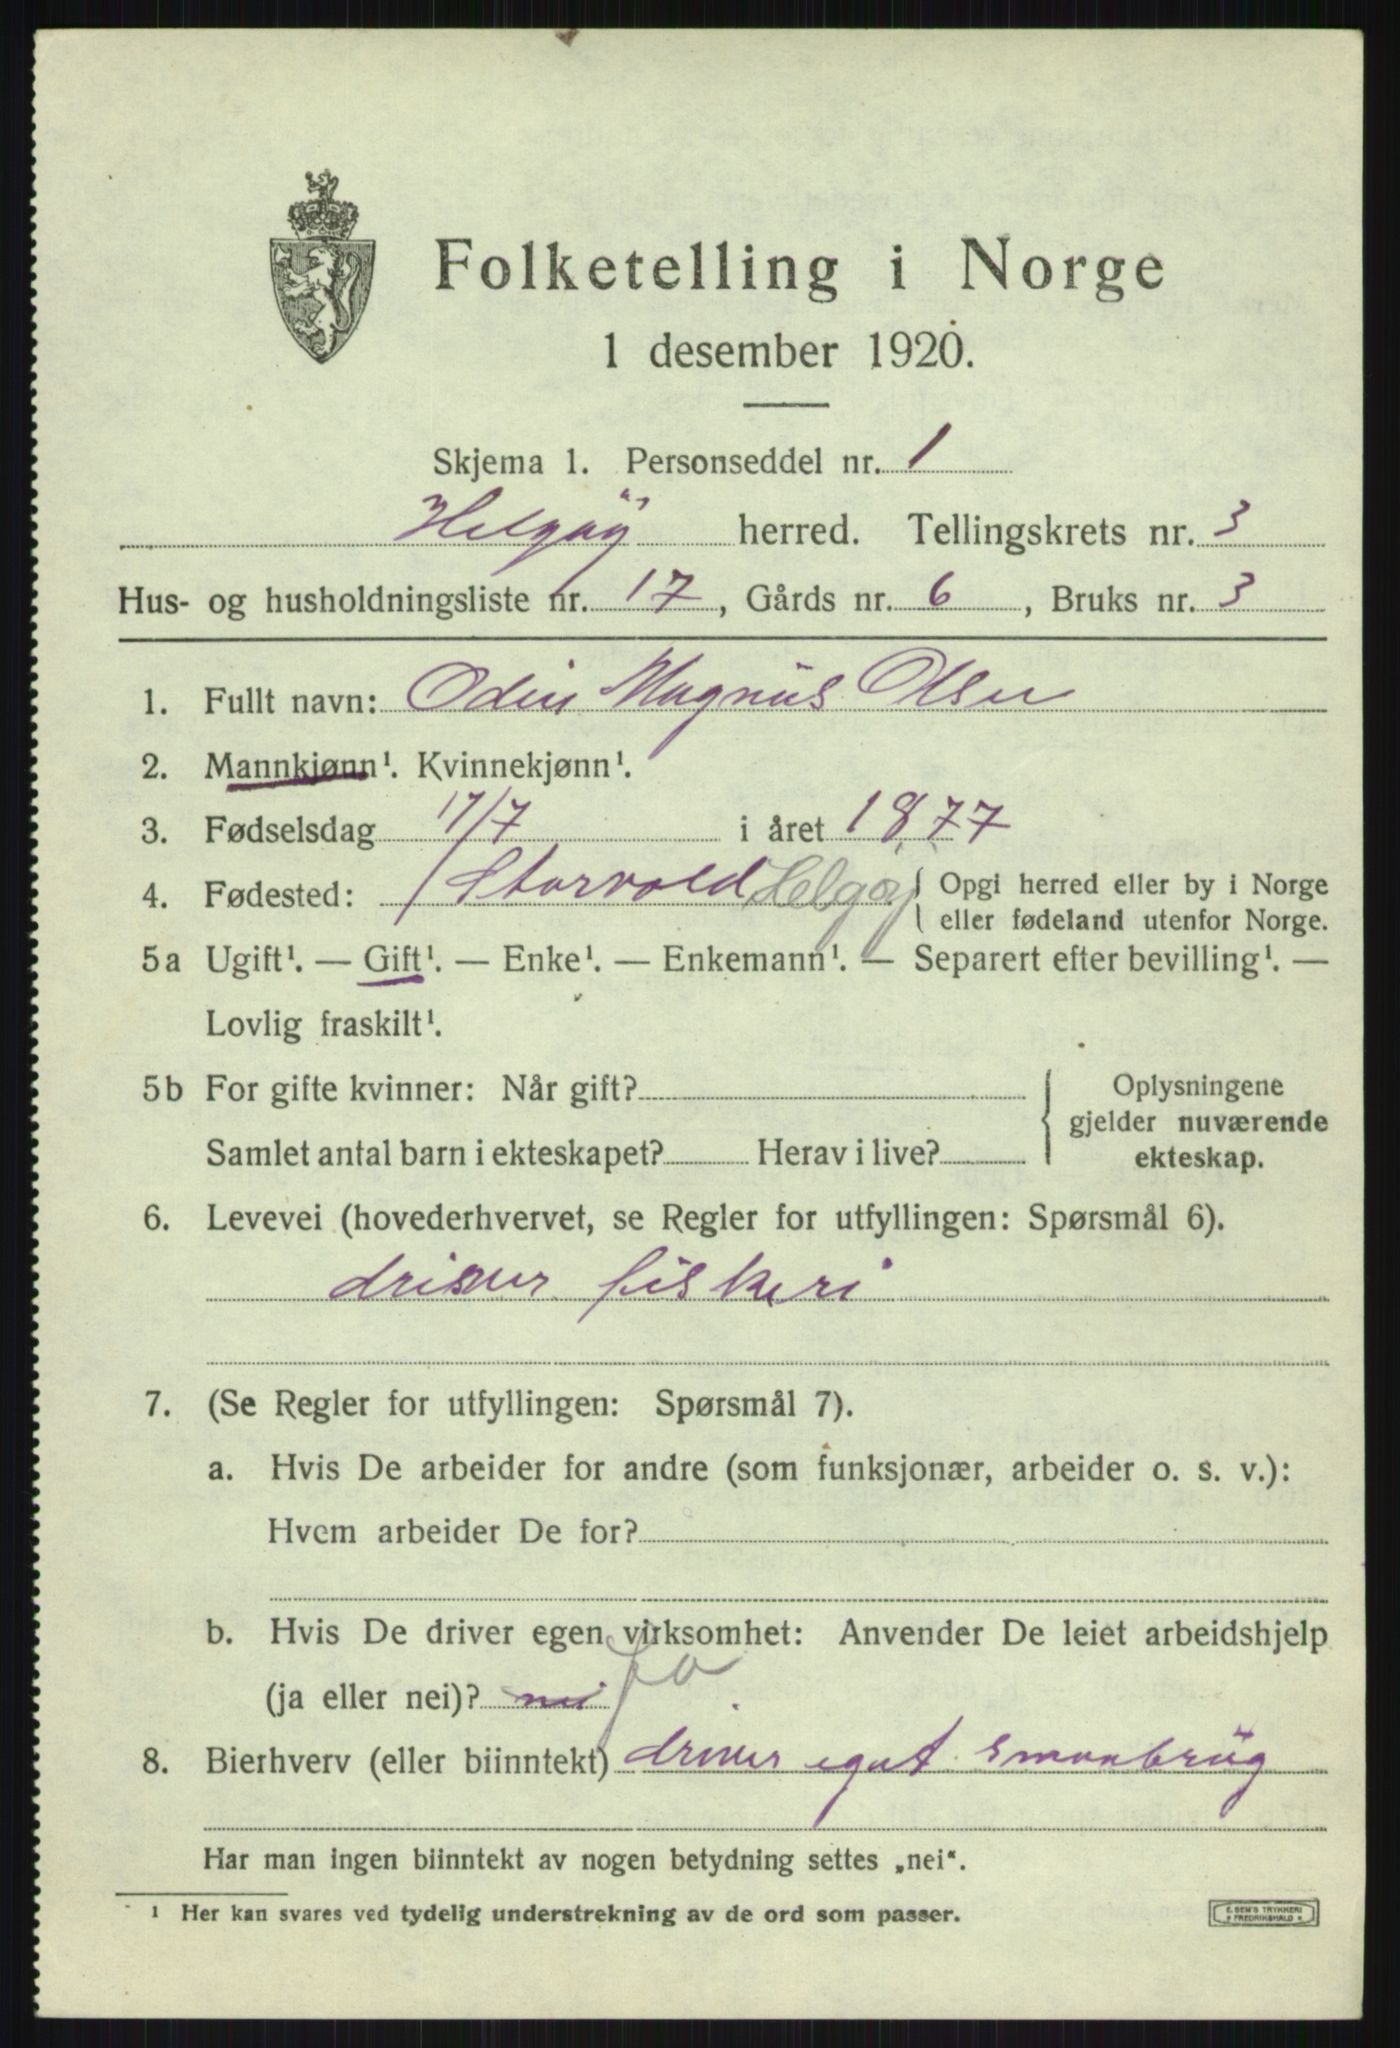 Folketelling i Norge
1 desember 1920.
Skjema 1. Personseddel nr. 1
Helgøy herred. Tellingskrets nr. 3
Hus- og husholdningsliste nr. 17, Gårds nr. 6, Bruks nr. 3
1. Fullt navn: Odin Magnus Olsen
2. Mannkjønn¹. Kvinnekjønn¹.
3. Fødselsdag 17/7 i året 1877
4. Fødested: Storvold Helgøy { Opgi herred eller by i Norge
eller fødeland utenfor Norge.
5a Ugift¹. — Gift¹. — Enke¹. — Enkemann¹. — Separert efter bevilling¹. —
Lovlig fraskilt¹.
5b For gifte kvinner: Når gift?
Samlet antal barn i ekteskapet? Herav i live?
Oplysningene
gjelder nuværende
ekteskap.
6. Levevei (hovederhvervet, se Regler for utfyllingen: Spørsmål 6).
driver fiskeri
7. (Se Regler for utfyllingen: Spørsmål 7).
a. Hvis De arbeider for andre (som funksjonær, arbeider o. s. v.):
Hvem arbeider De for?
b. Hvis De driver egen virksomhet: Anvender De leiet arbeidshjelp
(ja eller nei)? nei ja
8. Bierhverv (eller biinntekt) driver eget smaabrug
Har man ingen biinntekt av nogen betydning settes „nei“.
¹ Her kan svares ved tydelig understrekning av de ord som passer.
E. SEM'S TRYKKERI
FREDRIKSHALD